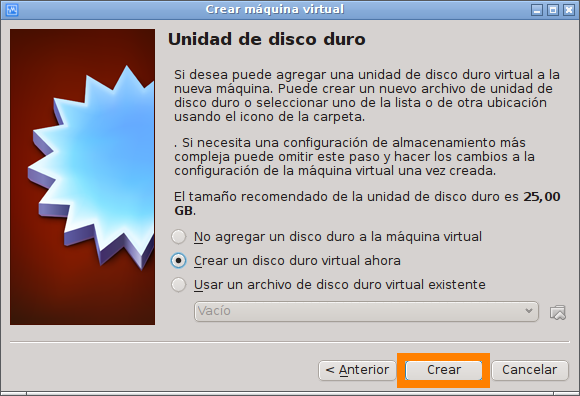 Crear máquina virtual
Unidad de disco duro
Si desea puede agregar una unidad de disco duro virtual a la
nueva máquina. Puede crear un nuevo archivo de unidad de
disco duro o seleccionar uno de la lista o de otra ubicación
usando el icono de la carpeta.
. Si necesita una configuración de almacenamiento más
compleja puede omitir este paso y hacer los cambios a la
configuración de la máquina virtual una vez creada.
El tamaño recomendado de la unidad de disco duro es 25,00
GB.
No agregar un disco duro a la máquina virtual
Crear un disco duro virtual ahora
Usar un archivo de disco duro virtual existente
Vacío
< Anterior
Crear
Cancelar